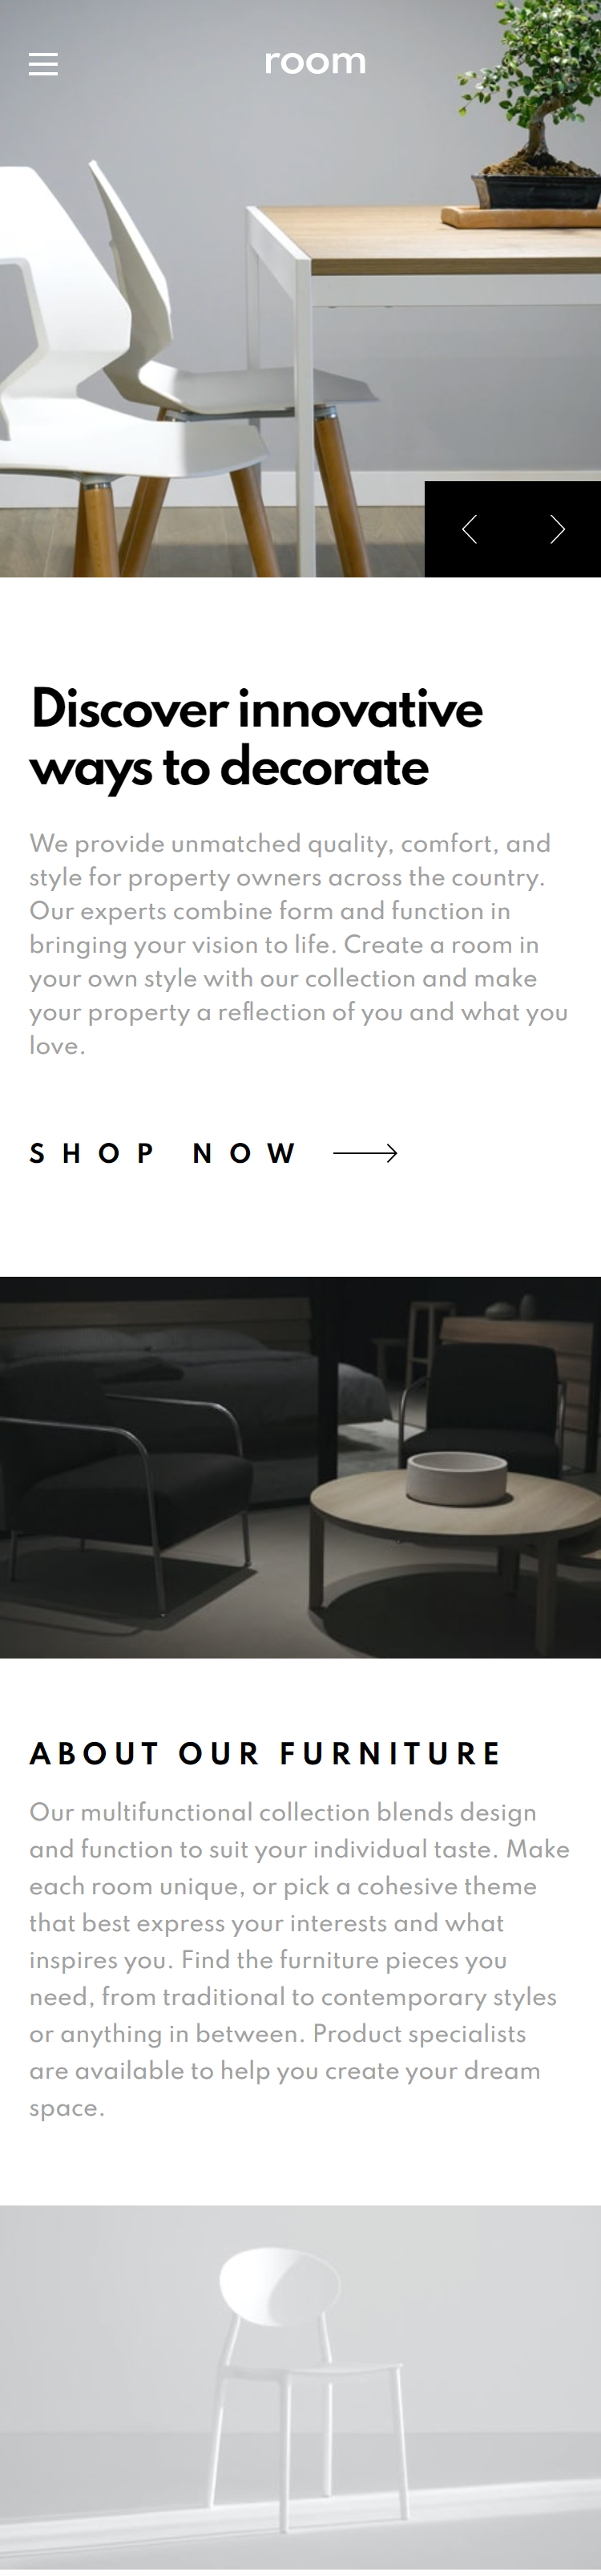 room
Discover innovative
ways to decorate
We provide unmatched quality, comfort, and
style for property owners across the country.
Our experts combine form and function in
bringing your vision to life. Create a room in
your own style with our collection and make
your property a reflection of you and what you
love.
SHOP NOW
ABOUT OUR FURNITURE
Our multifunctional collection blends design
and function to suit your individual taste. Make
each room unique, or pick a cohesive theme
that best express your interests and what
inspires you. Find the furniture pieces you
need, from traditional to contemporary styles
or anything in between. Product specialists
are available to help you create your dream
space.